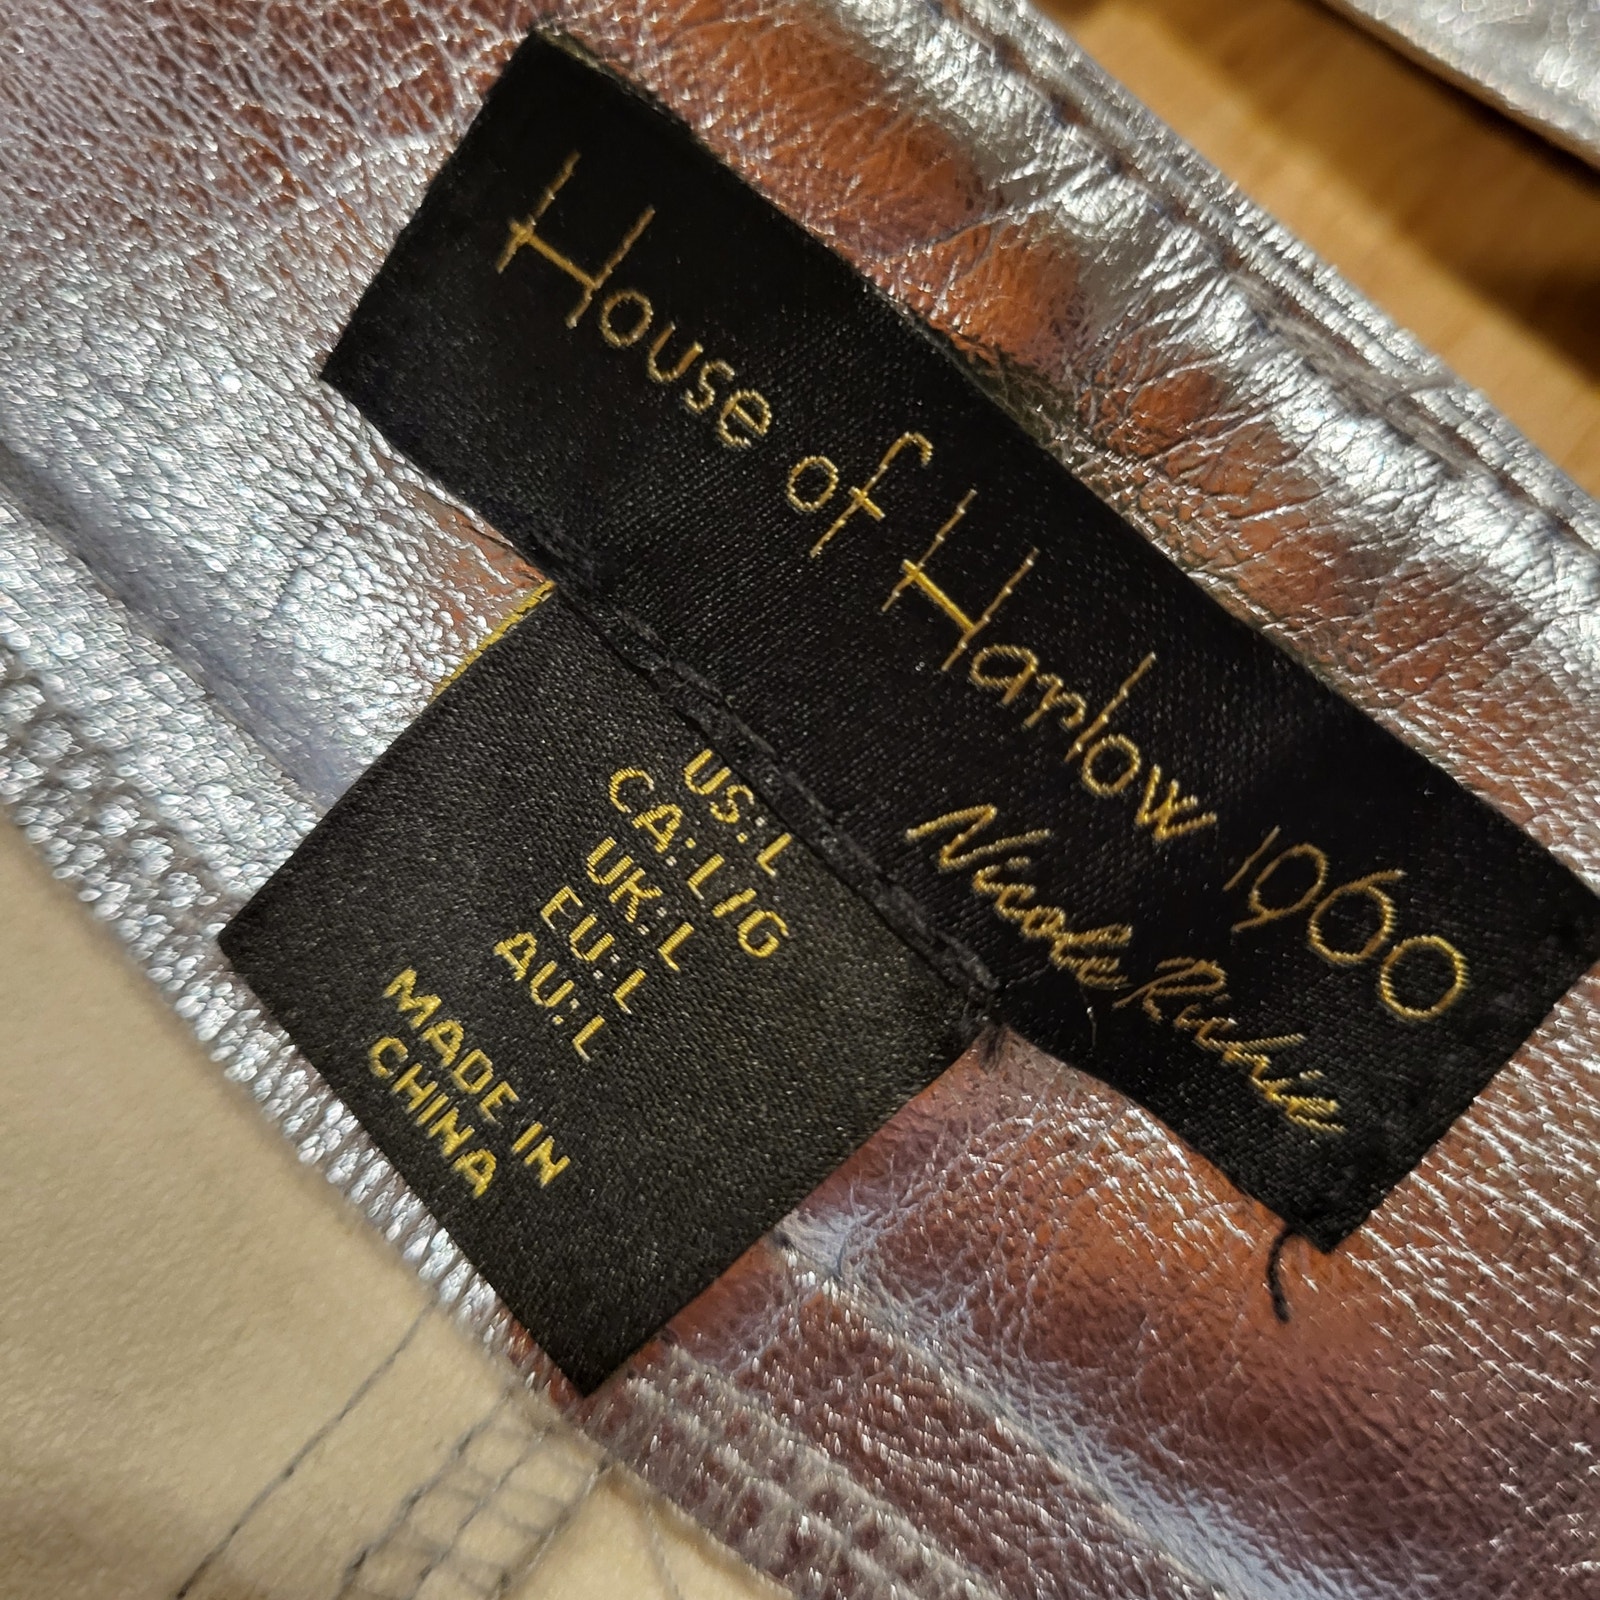 House of Harlow 1960
Nicole Richie
US: L
CA: L/G
UK: L
EU: L
AU: L
MADE IN
CHINA